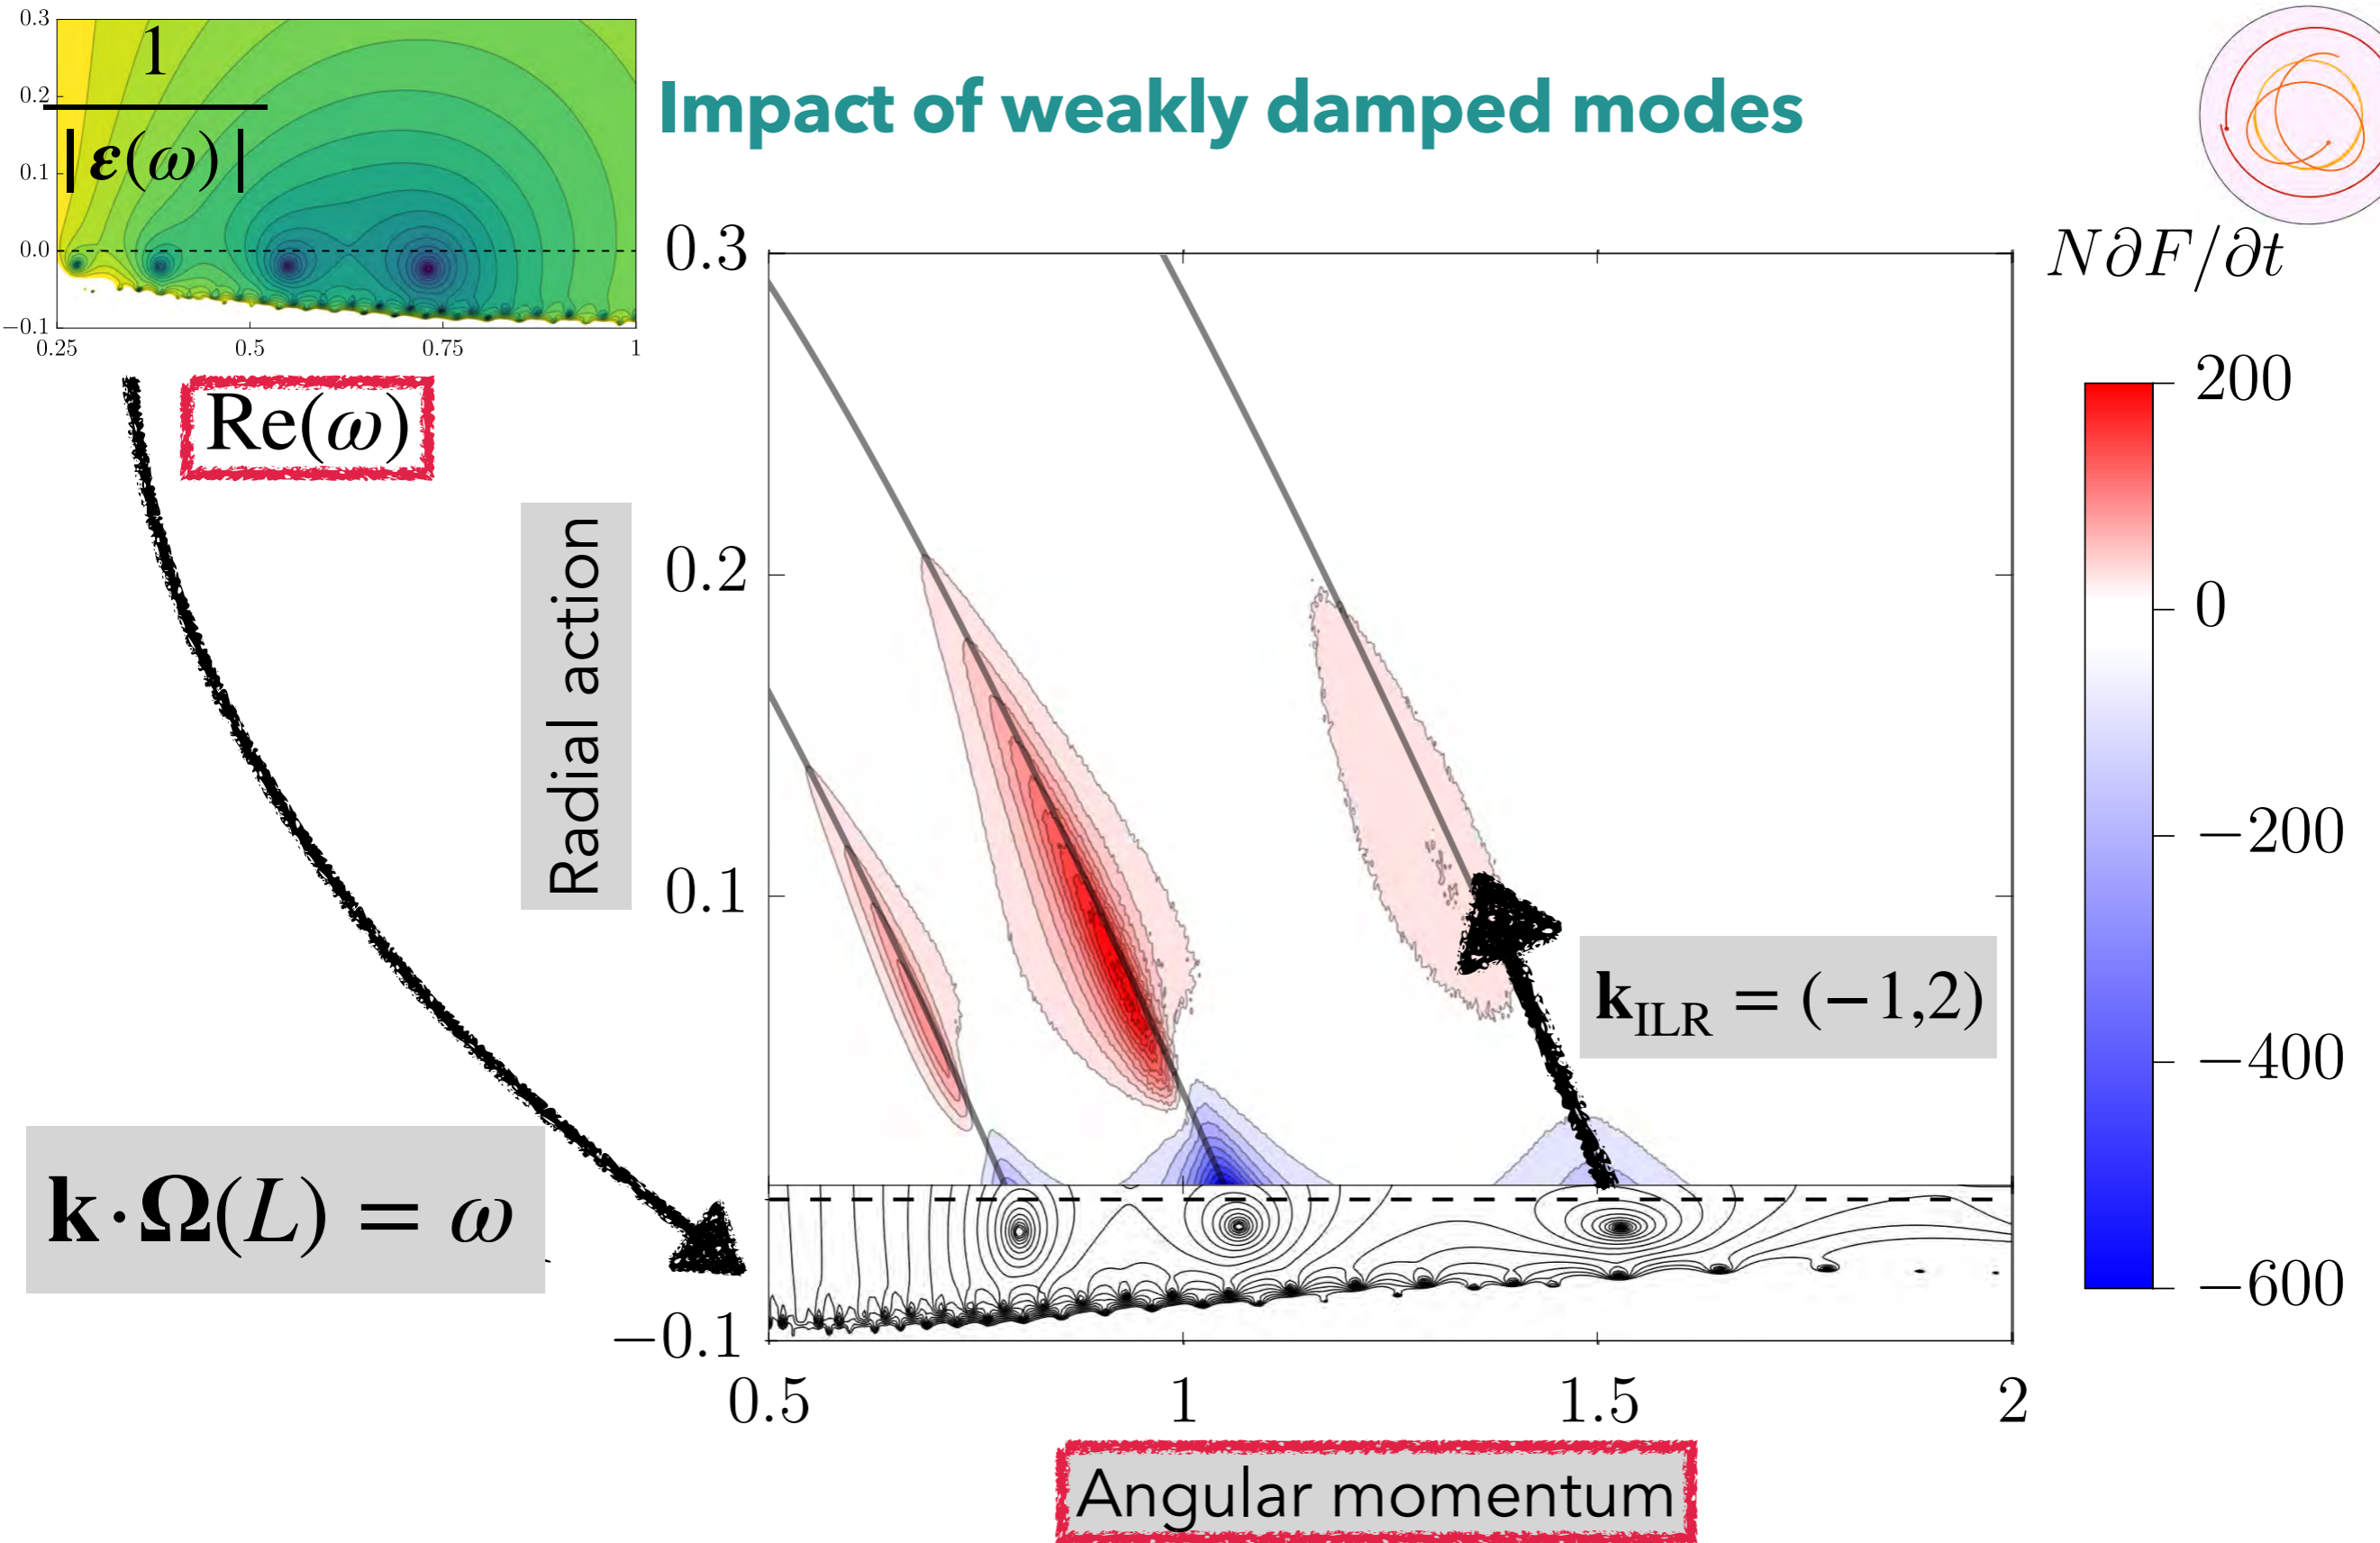 Impact of weakly damped modes
0.3
0.2
0.1
0.0
−0.1
0.25
0.5
0.75
1
1
|ε(ω)|
Re(ω)
k·Ω(L) = ω
Radial action
0.3
0.2
0.1
−0.1
0.5
1
1.5
2
Angular momentum
k_ILR = (−1,2)
N∂F/∂t
200
0
−200
−400
−600